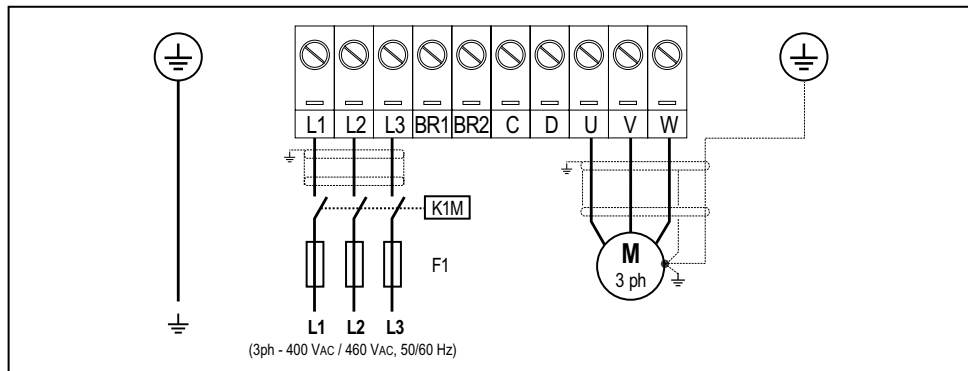 L1 L2 L3 BR1 BR2 C D U V W
K1M
F1
M
3 ph
L1 L2 L3
(3ph - 400 VAC / 460 VAC, 50/60 Hz)